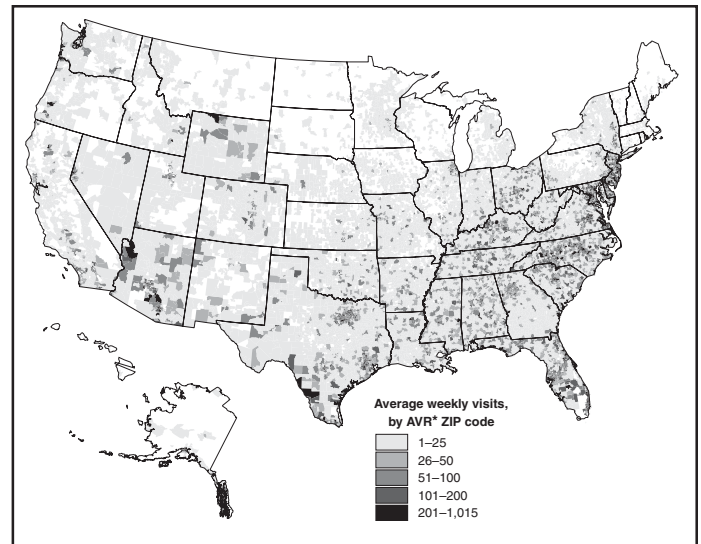 Average weekly visits,
by AVR* ZIP code
1–25
26–50
51–100
101–200
201–1,015